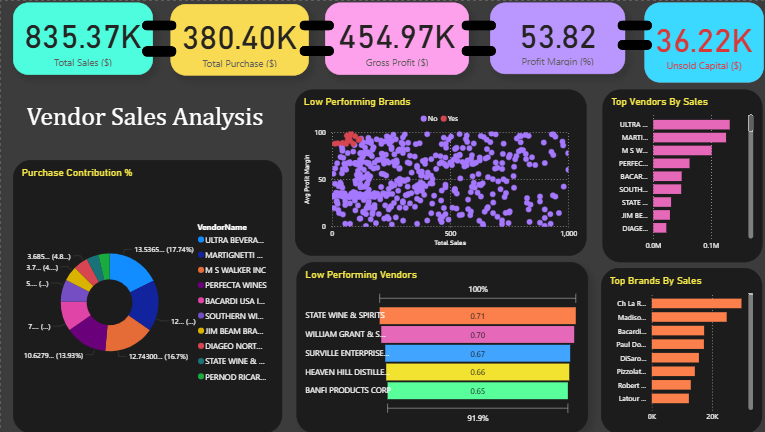 835.37K
Total Sales ($)
380.40K
Total Purchase ($)
454.97K
Gross Profit ($)
53.82
Profit Margin (%)
36.22K
Unsold Capital ($)
Vendor Sales Analysis
Purchase Contribution %
13.5365... (17.74%)
12... (...)
12.74300... (16.7%)
10.6279... (13.93%)
7.... (...)
5.... (...)
3.7... (4....)
3.685... (4.8...)
VendorName
ULTRA BEVERA...
MARTIGNETTI ...
M S WALKER INC
PERFECTA WINES
BACARDI USA I...
SOUTHERN WI...
JIM BEAM BRA...
DIAGEO NORT...
STATE WINE & ...
PERNOD RICAR...
Low Performing Brands
No Yes
Avg Profit Margin
100
50
0
0 500 1,000
Total Sales
Low Performing Vendors
100%
STATE WINE & SPIRITS 0.71
WILLIAM GRANT & S... 0.70
SURVILLE ENTERPRISE... 0.67
HEAVEN HILL DISTILLE... 0.66
BANFI PRODUCTS CORP 0.65
91.9%
Top Vendors By Sales
ULTRA ...
MARTI...
M S W...
PERFEC...
BACAR...
SOUTH...
STATE ...
JIM BE...
DIAGE...
0.0M 0.1M
Top Brands By Sales
Ch La R...
Madiso...
Bacardi...
Paul Do...
DiSaro...
Pizzolat...
Robert ...
Latour ...
0K 20K